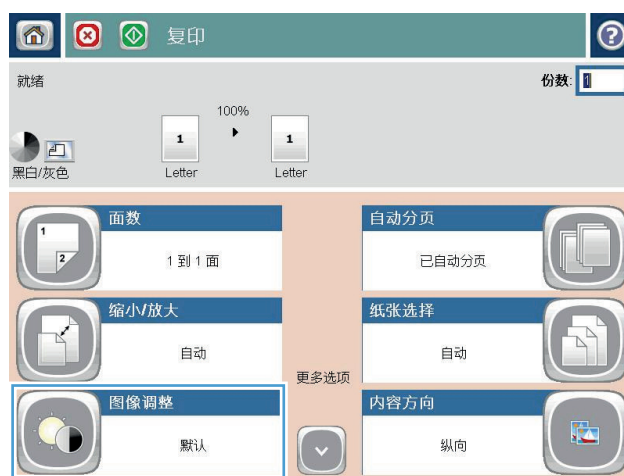 复印
就绪
份数: 1
100%
1
1
黑白/灰色
Letter
Letter
面数
1
2
1 到 1 面
自动分页
已自动分页
缩小/放大
自动
纸张选择
自动
更多选项
图像调整
默认
内容方向
纵向